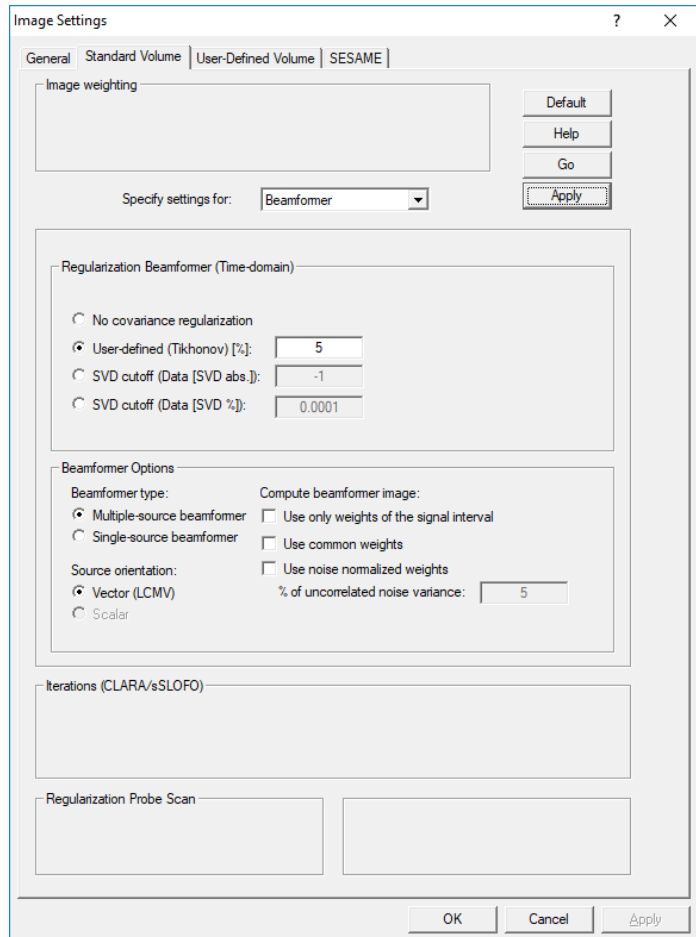 Image Settings ?
General Standard Volume User-Defined Volume SESAME
Image weighting
Default
Help
Go
Specify settings for: Beamformer Apply
Regularization Beamformer (Time-domain)
No covariance regularization
User-defined (Tikhonov) [%]: 5
SVD cutoff (Data [SVD abs.]): -1
SVD cutoff (Data [SVD %]): 0.0001
Beamformer Options
Beamformer type: Compute beamformer image:
Multiple-source beamformer Use only weights of the signal interval
Single-source beamformer Use common weights
Source orientation: Use noise normalized weights
Vector (LCMV) % of uncorrelated noise variance: 5
Scalar
Iterations (CLARA/sSLOFO)
Regularization Probe Scan
OK Cancel Apply